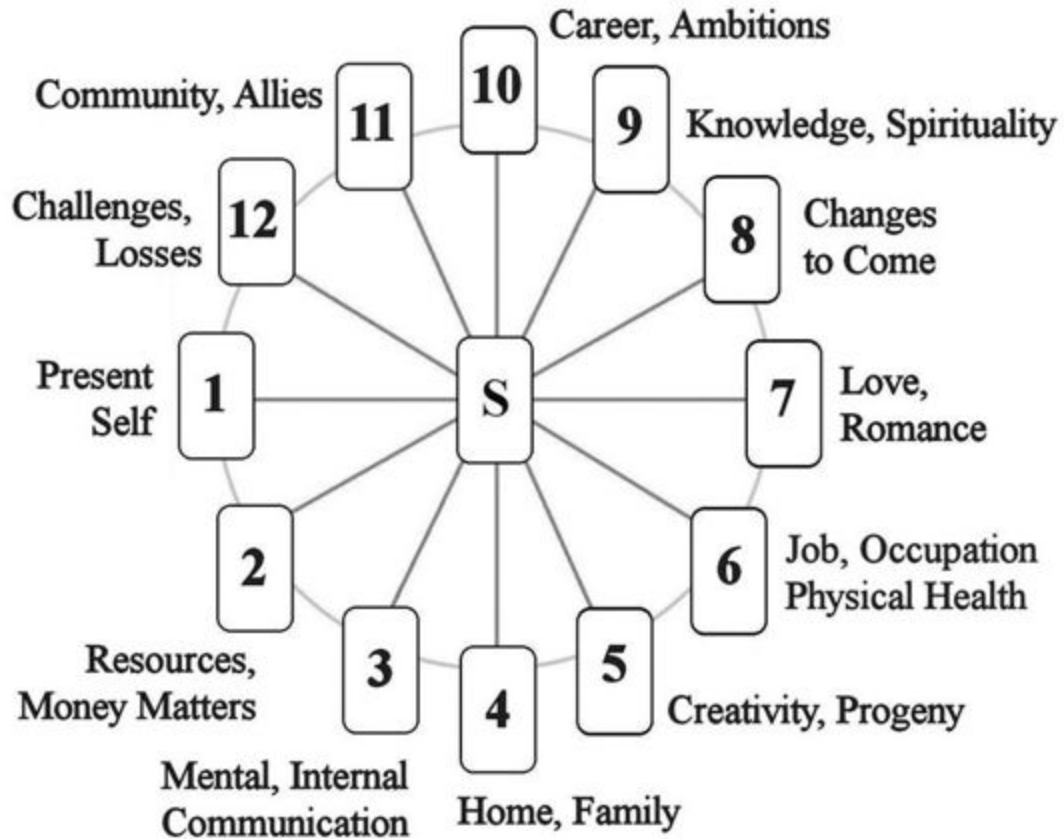 10
Career, Ambitions
11
Community, Allies
9
Knowledge, Spirituality
12
Challenges,
Losses
8
Changes
to Come
1
Present
Self
S
7
Love,
Romance
2
Resources,
Money Matters
6
Job, Occupation
Physical Health
3
Mental, Internal
Communication
4
Home, Family
5
Creativity, Progeny